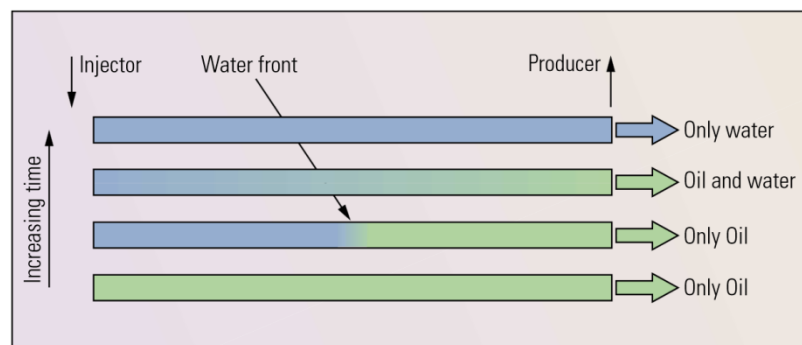 Injector
Water front
Producer
Only water
Oil and water
Only Oil
Only Oil
Increasing time